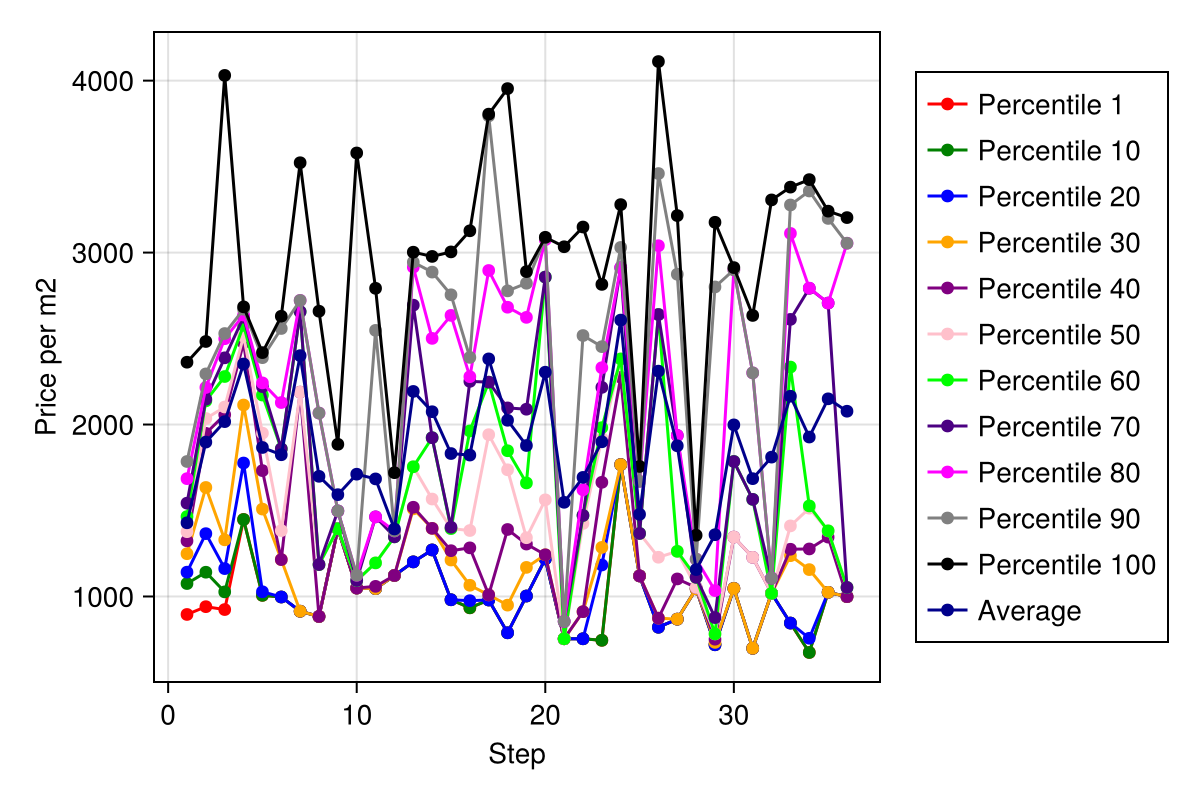 4000
3000
2000
1000
Price per m2
0 10 20 30
Step
Percentile 1
Percentile 10
Percentile 20
Percentile 30
Percentile 40
Percentile 50
Percentile 60
Percentile 70
Percentile 80
Percentile 90
Percentile 100
Average